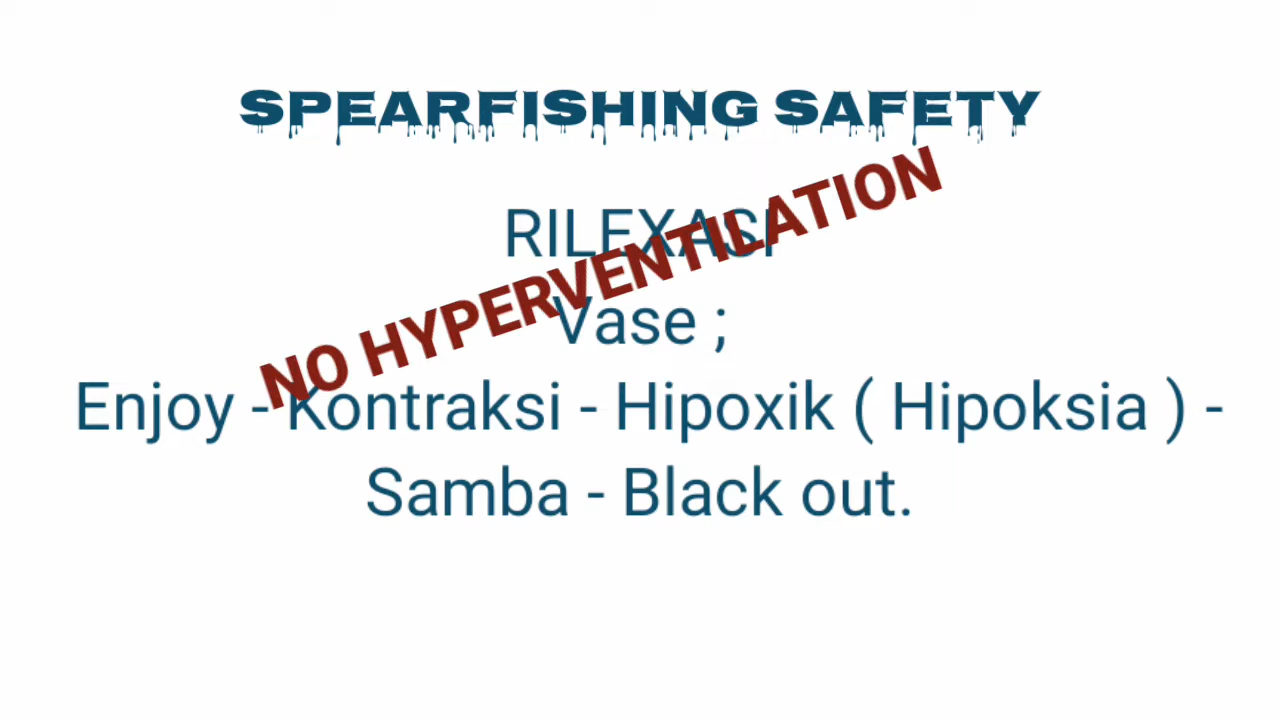 SPEARFISHING SAFETY
NO HYPERVENTILATION
RILEXASI
Vase ;
Enjoy - Kontraksi - Hipoxik ( Hipoksia ) -
Samba - Black out.